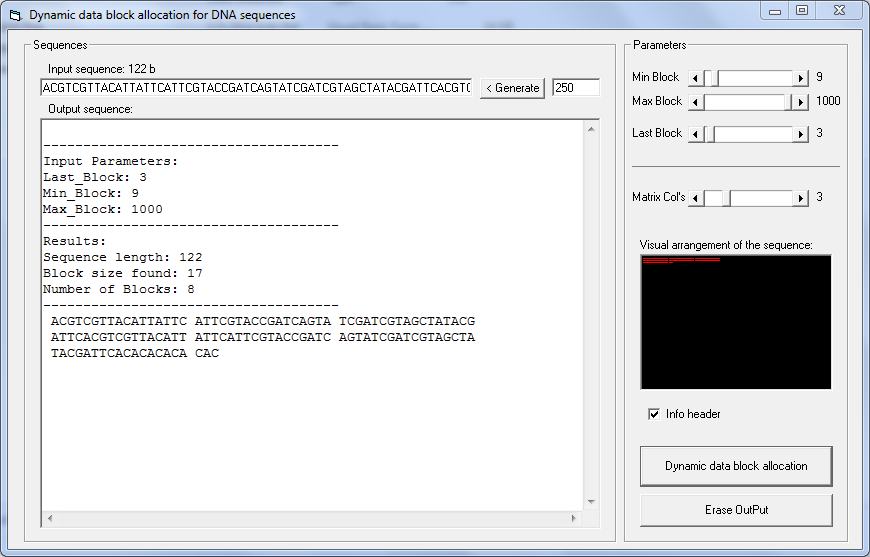 Dynamic data block allocation for DNA sequences
Sequences
Input sequence: 122 b
ACGTCGTTACATTATTCATTCGTACCGATCAGTATCGATCGTAGCTATACGATTCACGTC
< Generate
250
Output sequence:
------------------------------------
Input Parameters:
Last_Block: 3
Min_Block: 9
Max_Block: 1000
------------------------------------
Results:
Sequence length: 122
Block size found: 17
Number of Blocks: 8
------------------------------------
ACGTCGTTACATTATTC ATTCGTACCGATCAGTA TCGATCGTAGCTATACG
ATTCACGTCGTTACATT ATTCATTCGTACCGATC AGTATCGATCGTAGCTA
TACGATTCACACACACA CAC
Parameters
Min Block 9
Max Block 1000
Last Block 3
Matrix Col's 3
Visual arrangement of the sequence:
Info header
Dynamic data block allocation
Erase OutPut